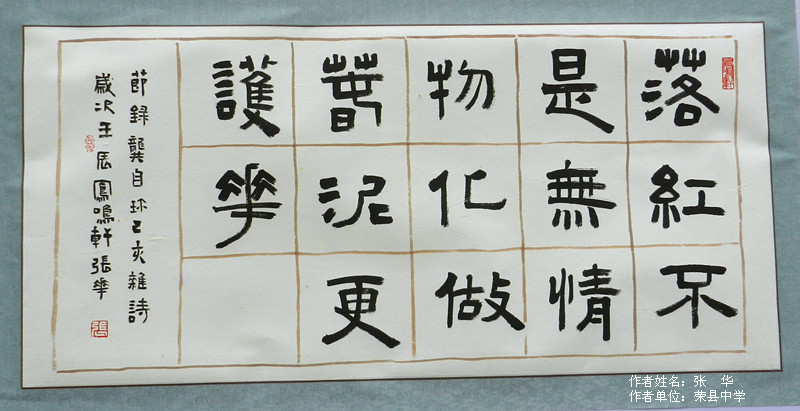 落紅不
是無情
物化做
萅泥更
護華
節錄龔自珍己亥雜詩
歲次壬辰鳳鳴軒張華
張
作者姓名：张　华
作者单位：荣县中学